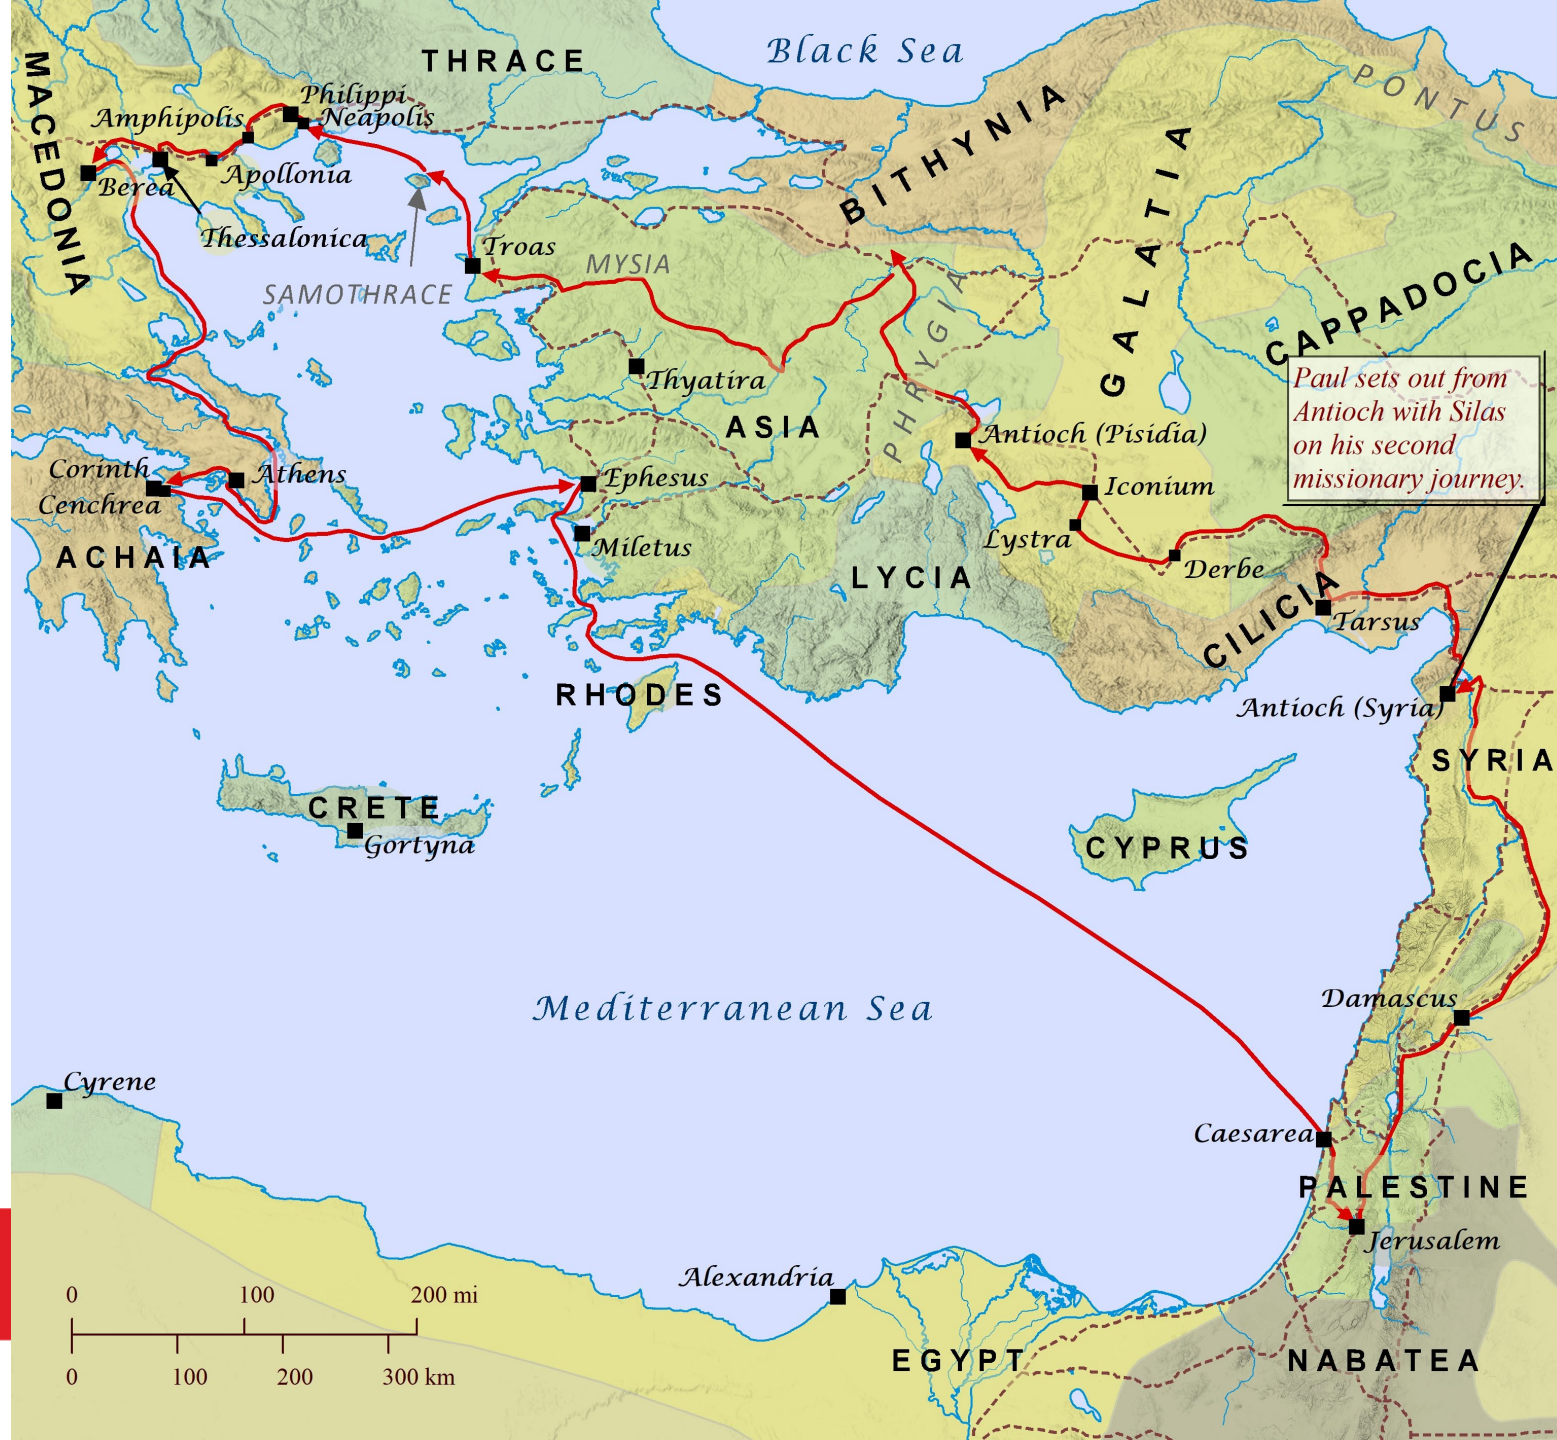 Black Sea
THRACE
PONTUS
MACEDONIA
Philippi
Neapolis
Amphipolis
BITHYNIA
GALATIA
Apollonia
Berea
Thessalonica
Troas
MYSIA
SAMOTHRACE
PHRYGIA
CAPPADOCIA
Paul sets out from
Antioch with Silas
on his second
missionary journey.
Thyatira
ASIA
Antioch (Pisidia)
Corinth
Athens
Cenchrea
Ephesus
Iconium
Lystra
Miletus
ACHAIA
LYCIA
Derbe
CILICIA
Tarsus
RHODES
Antioch (Syria)
SYRIA
CRETE
Gortyna
CYPRUS
Mediterranean Sea
Damascus
Cyrene
Caesarea
PALESTINE
Jerusalem
Alexandria
0 100 200 mi
0 100 200 300 km
EGYPT
NABATEA